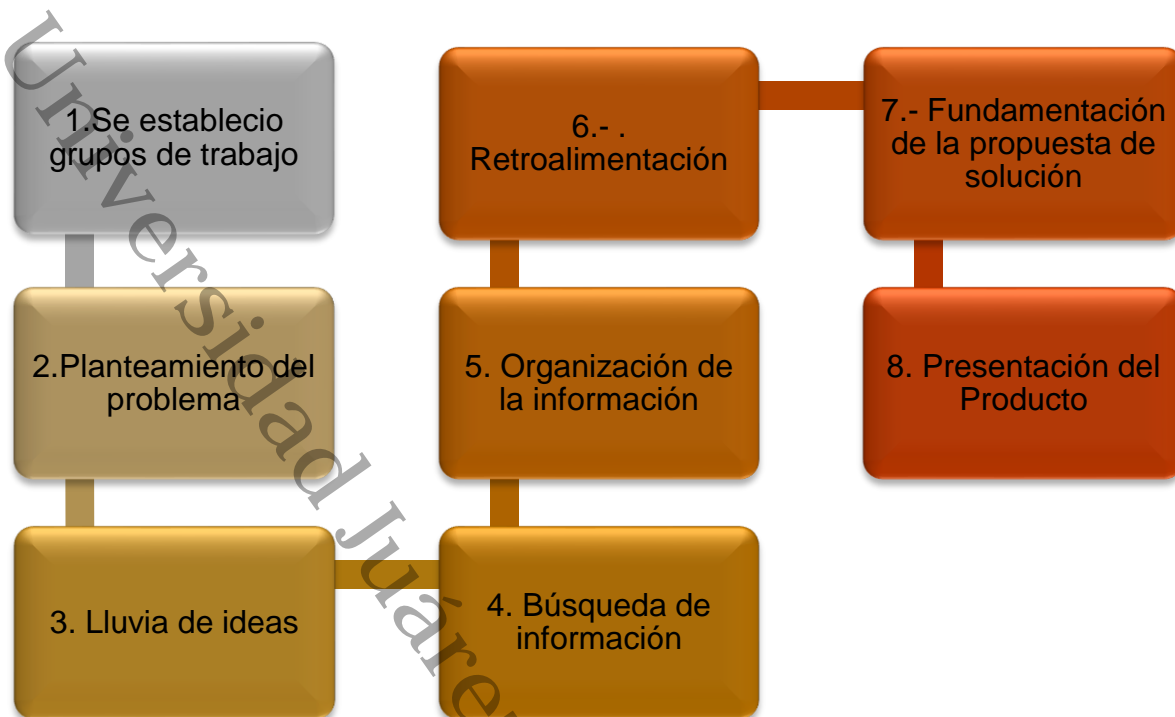 1.Se establecio
grupos de trabajo
2.Planteamiento del
problema
3. Lluvia de ideas
4. Búsqueda de
información
5. Organización de
la información
6.- .
Retroalimentación
7.- Fundamentación
de la propuesta de
solución
8. Presentación del
Producto
Universidad Juáre